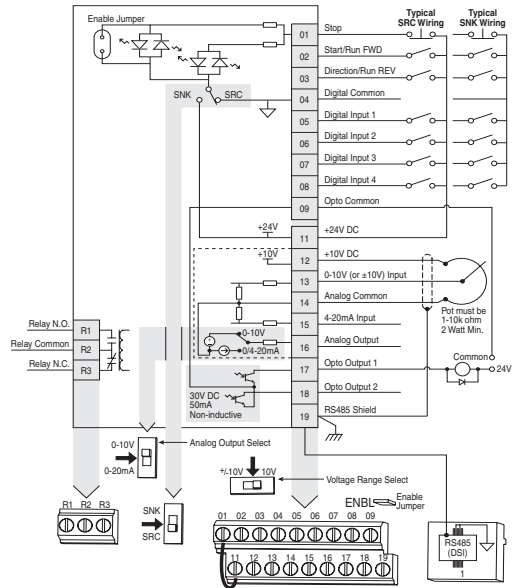 Enable Jumper
Typical
SRC Wiring
Typical
SNK Wiring
01 Stop
02 Start/Run FWD
03 Direction/Run REV
SNK SRC
04 Digital Common
05 Digital Input 1
06 Digital Input 2
07 Digital Input 3
08 Digital Input 4
09 Opto Common
+24V
11 +24V DC
+10V
12 +10V DC
13 0-10V (or ±10V) Input
14 Analog Common
Pot must be
1-10k ohm
2 Watt Min.
15 4-20mA Input
Relay N.O.
R1
0-10V
16 Analog Output
Relay Common
R2
0/4-20mA
Relay N.C.
R3
17 Opto Output 1
Common
24V
30V DC
50mA
Non-inductive
18 Opto Output 2
19 RS485 Shield
0-10V
0-20mA
Analog Output Select
+/-10V 10V
Voltage Range Select
R1 R2 R3
SNK
SRC
ENBL
Enable
Jumper
01 02 03 04 05 06 07 08 09
11 12 13 14 15 16 17 18 19
RS485
(DSI)
1